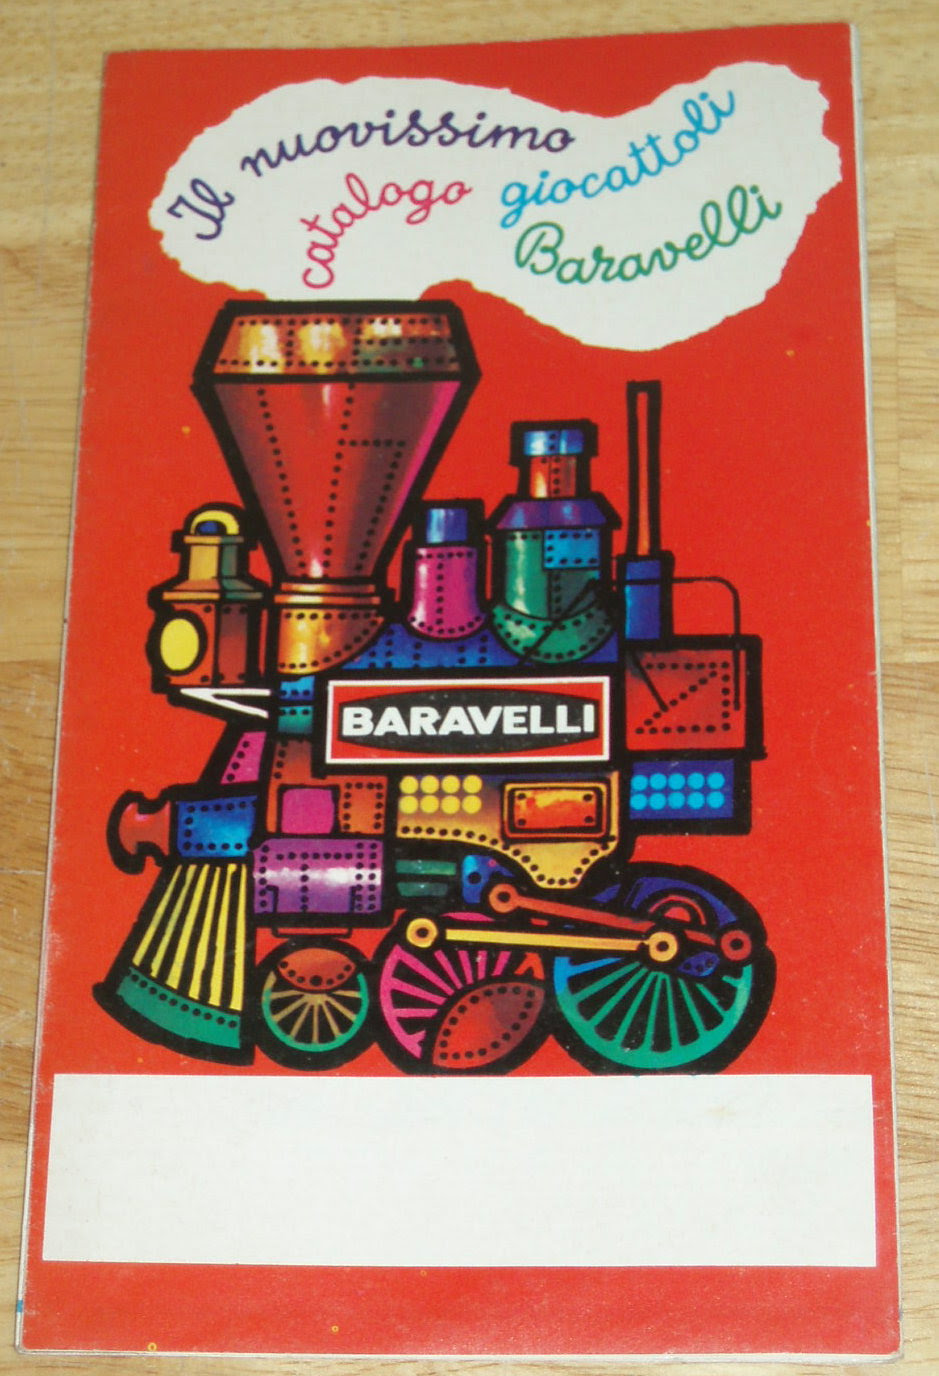 Il nuovissimo
catalogo giocattoli
Baravelli
BARAVELLI